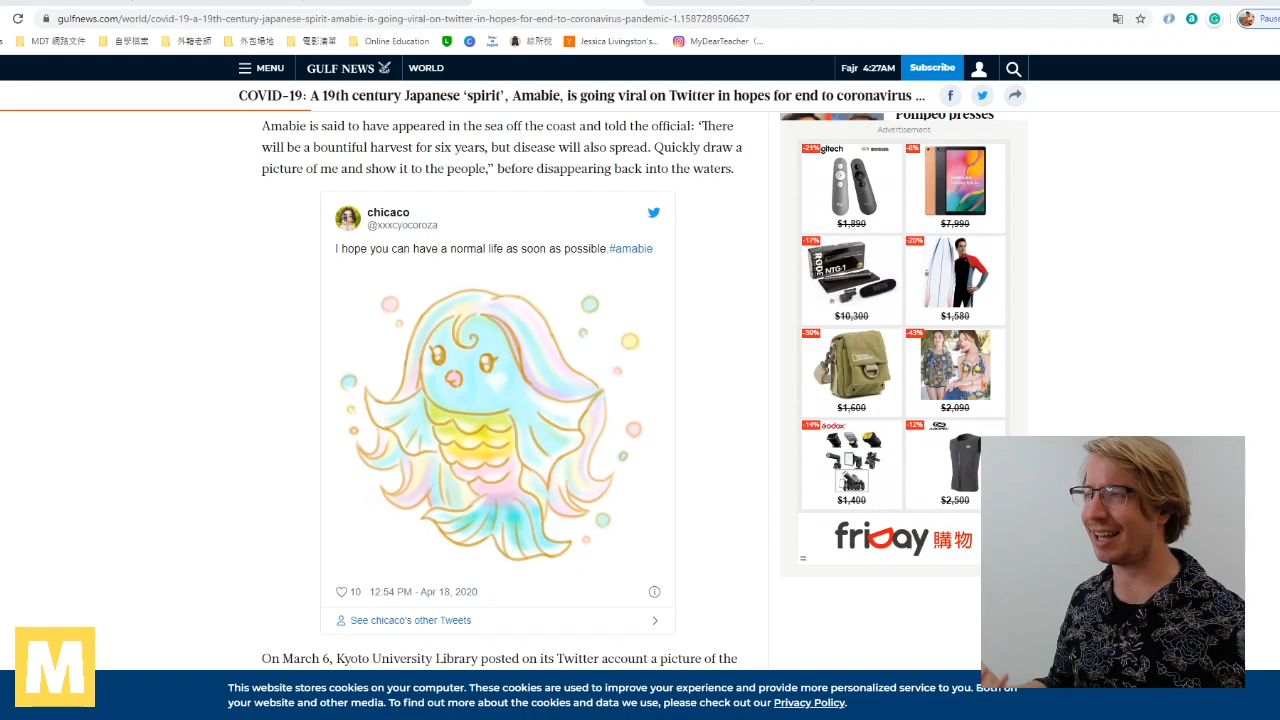 gulfnews.com/world/covid-19-a-19th-century-japanese-spirit-amabie-is-going-viral-on-twitter-in-hopes-for-end-to-coronavirus-pandemic-1.1587289506627
Pause
MDT 網路文件
自學檔案
外籍老師
外包場地
電影清單
Online Education
綜所稅
Jessica Livingston's...
MyDearTeacher (...
MENU
GULF NEWS
WORLD
Fajr 4:27AM
Subscribe
COVID-19: A 19th century Japanese ‘spirit’, Amabie, is going viral on Twitter in hopes for end to coronavirus ...
Amabie is said to have appeared in the sea off the coast and told the official: ‘There
will be a bountiful harvest for six years, but disease will also spread. Quickly draw a
picture of me and show it to the people,” before disappearing back into the waters.
chicaco
@xxxcyocoroza
I hope you can have a normal life as soon as possible.#amabie
10 12:54 PM - Apr 18, 2020
See chicaco's other Tweets
On March 6, Kyoto University Library posted on its Twitter account a picture of the
Pompeo presses
Advertisement
-21%
-8%
$1,890
$7,990
-17%
-20%
RODE
NTG-1
$10,300
$1,580
-39%
-43%
$1,600
$2,090
-14%
Godox
-12%
$1,400
$2,500
friDay 購物
M
This website stores cookies on your computer. These cookies are used to improve your experience and provide more personalized service to you. Both on
your website and other media. To find out more about the cookies and data we use, please check out our Privacy Policy.